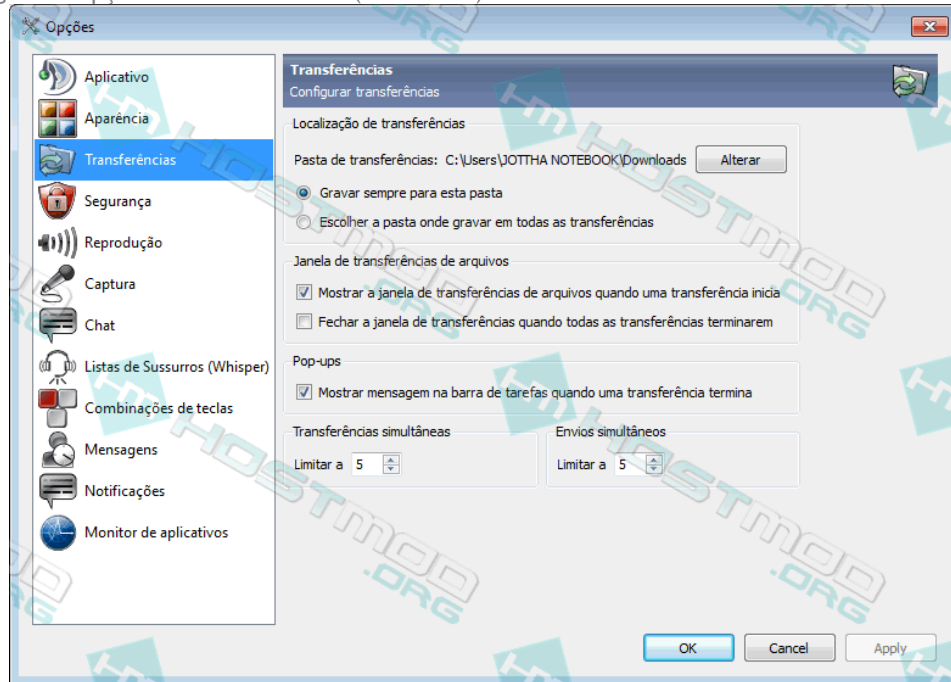 Opções
Aplicativo
Aparência
Transferências
Segurança
Reprodução
Captura
Chat
Listas de Sussurros (Whisper)
Combinações de teclas
Mensagens
Notificações
Monitor de aplicativos
Transferências
Configurar transferências
Localização de transferências
Pasta de transferências: C:\Users\JOTTHA NOTEBOOK\Downloads Alterar
Gravar sempre para esta pasta
Escolher a pasta onde gravar em todas as transferências
Janela de transferências de arquivos
Mostrar a janela de transferências de arquivos quando uma transferência inicia
Fechar a janela de transferências quando todas as transferências terminarem
Pop-ups
Mostrar mensagem na barra de tarefas quando uma transferência termina
Transferências simultâneas
Limitar a 5
Envios simultâneos
Limitar a 5
OK Cancel Apply
HM HOSTMOD.ORG